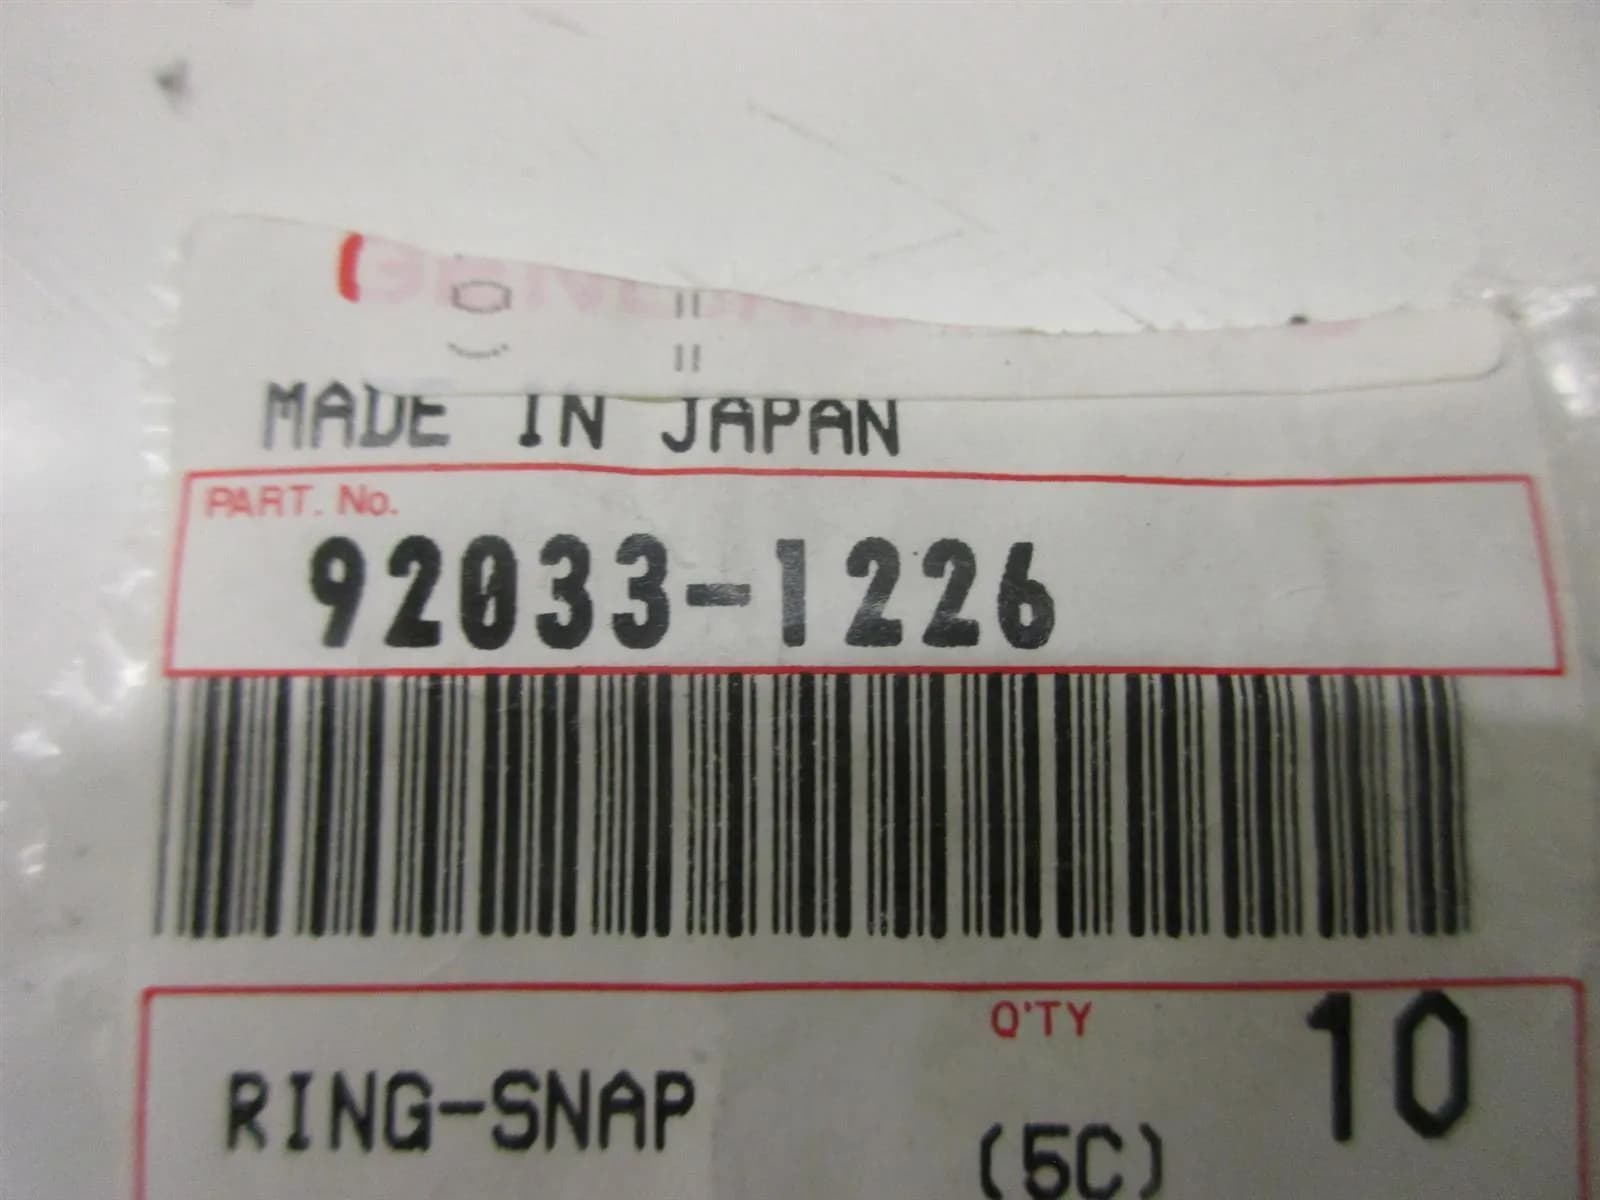 MADE IN JAPAN
PART. No.
92033-1226
Q'TY 10
RING-SNAP
(5C)